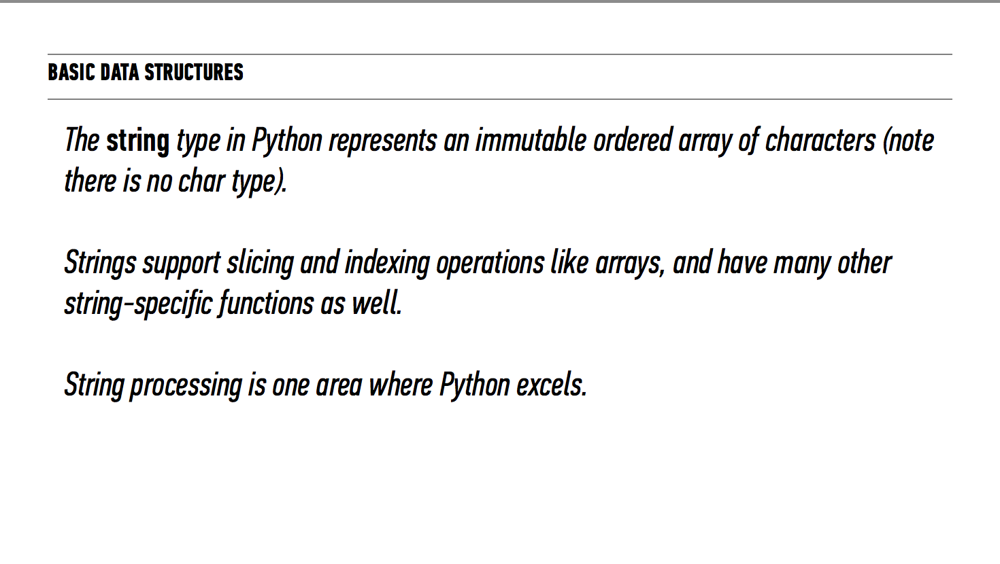 BASIC DATA STRUCTURES
The string type in Python represents an immutable ordered array of characters (note
there is no char type).
Strings support slicing and indexing operations like arrays, and have many other
string-specific functions as well.
String processing is one area where Python excels.